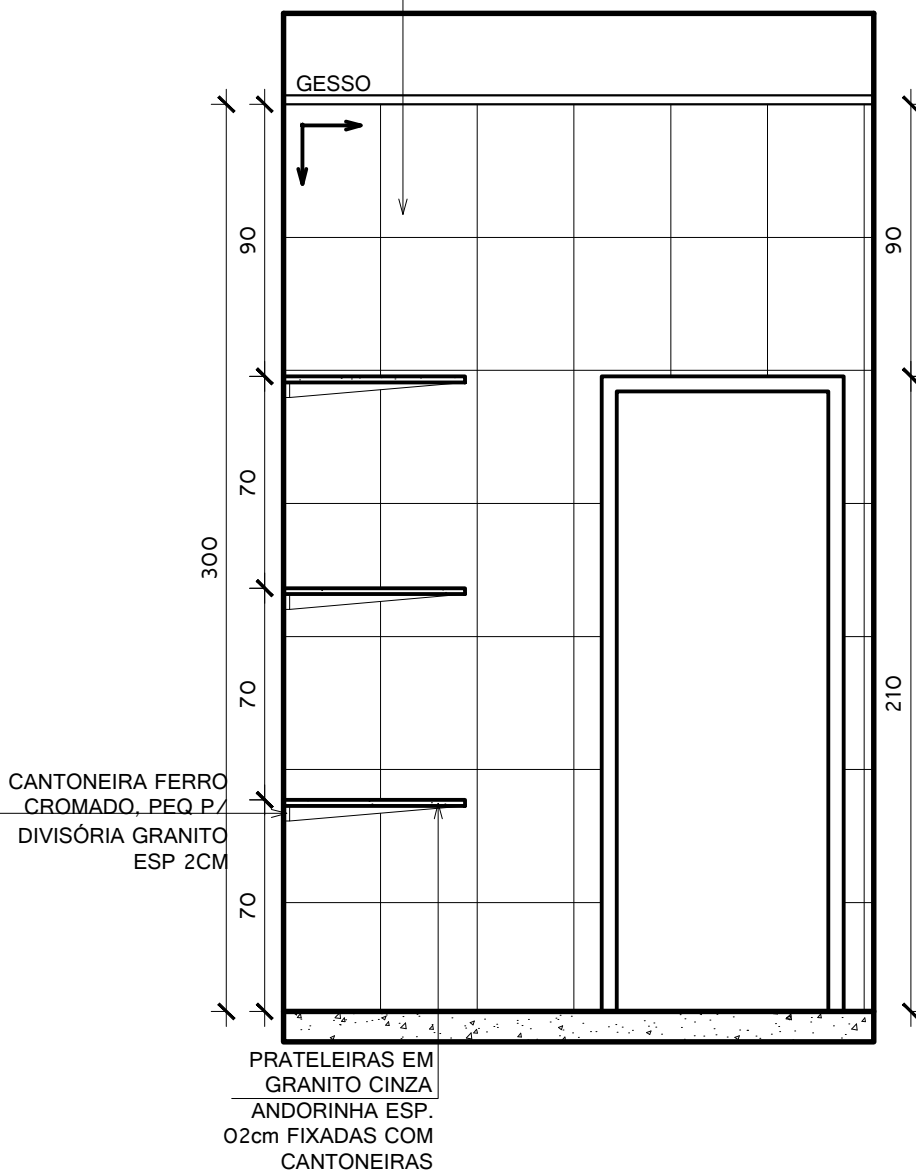 GESSO
90
90
70
300
70
210
CANTONEIRA FERRO
CROMADO, PEQ P/
DIVISÓRIA GRANITO
ESP 2CM
70
PRATELEIRAS EM
GRANITO CINZA
ANDORINHA ESP.
02cm FIXADAS COM
CANTONEIRAS